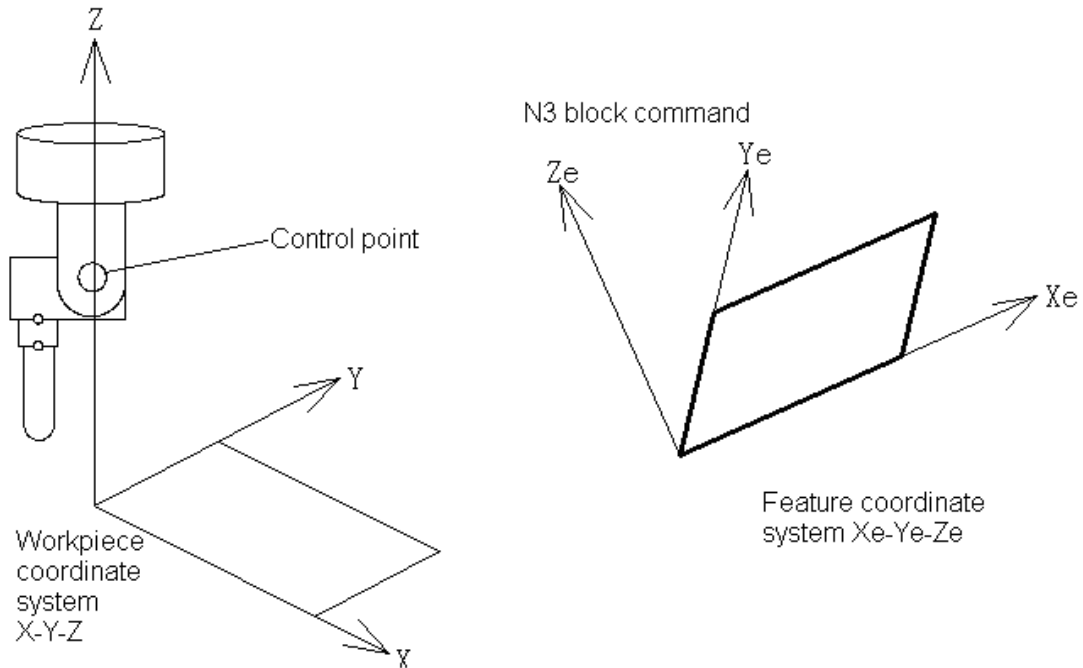 Z
N3 block command
Ze
Ye
Control point
Xe
Y
Feature coordinate
system Xe-Ye-Ze
Workpiece
coordinate
system
X-Y-Z
X